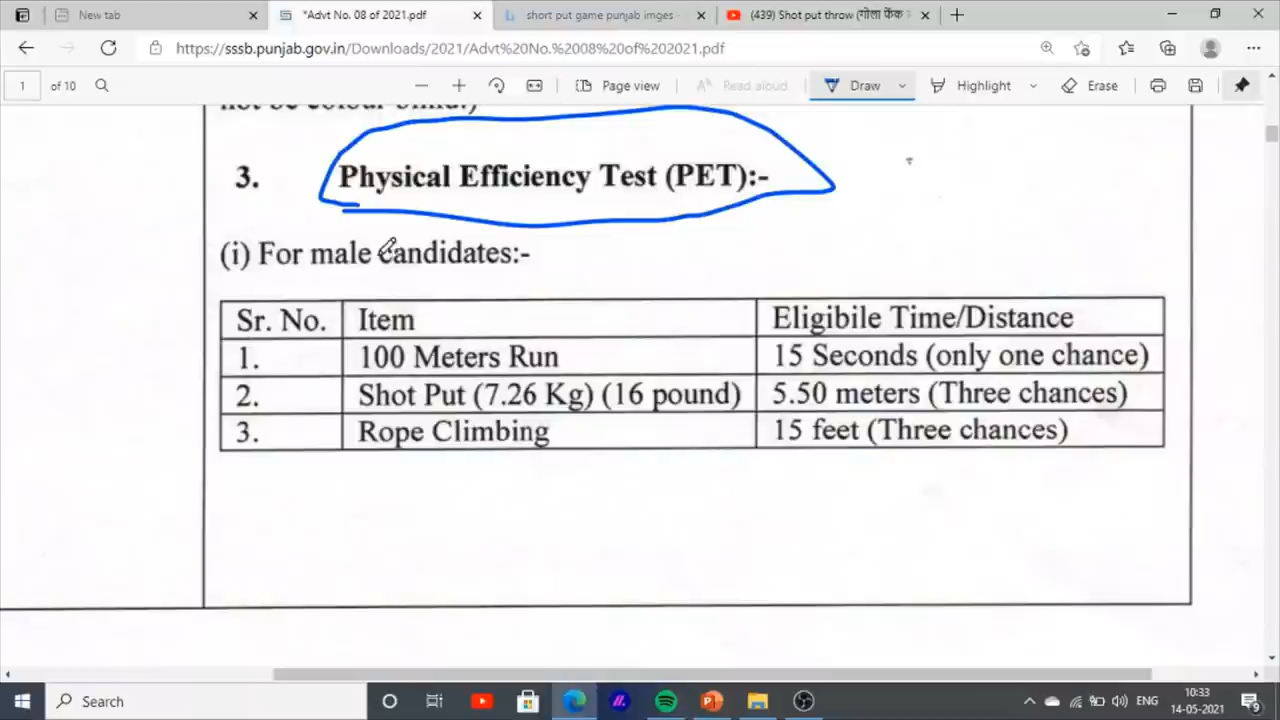 New tab
*Advt No. 08 of 2021.pdf
short put game punjab imges -
(439) Shot put throw (गोला फेंक
https://sssb.punjab.gov.in/Downloads/2021/Advt%20No.%2008%20of%202021.pdf
1 of 10
Page view
Read aloud
Draw
Highlight
Erase
not be colour blind.)
3. Physical Efficiency Test (PET):-
(i) For male candidates:-
Sr. No. Item Eligibile Time/Distance
1. 100 Meters Run 15 Seconds (only one chance)
2. Shot Put (7.26 Kg) (16 pound) 5.50 meters (Three chances)
3. Rope Climbing 15 feet (Three chances)
Search
ENG
10:33
14-05-2021